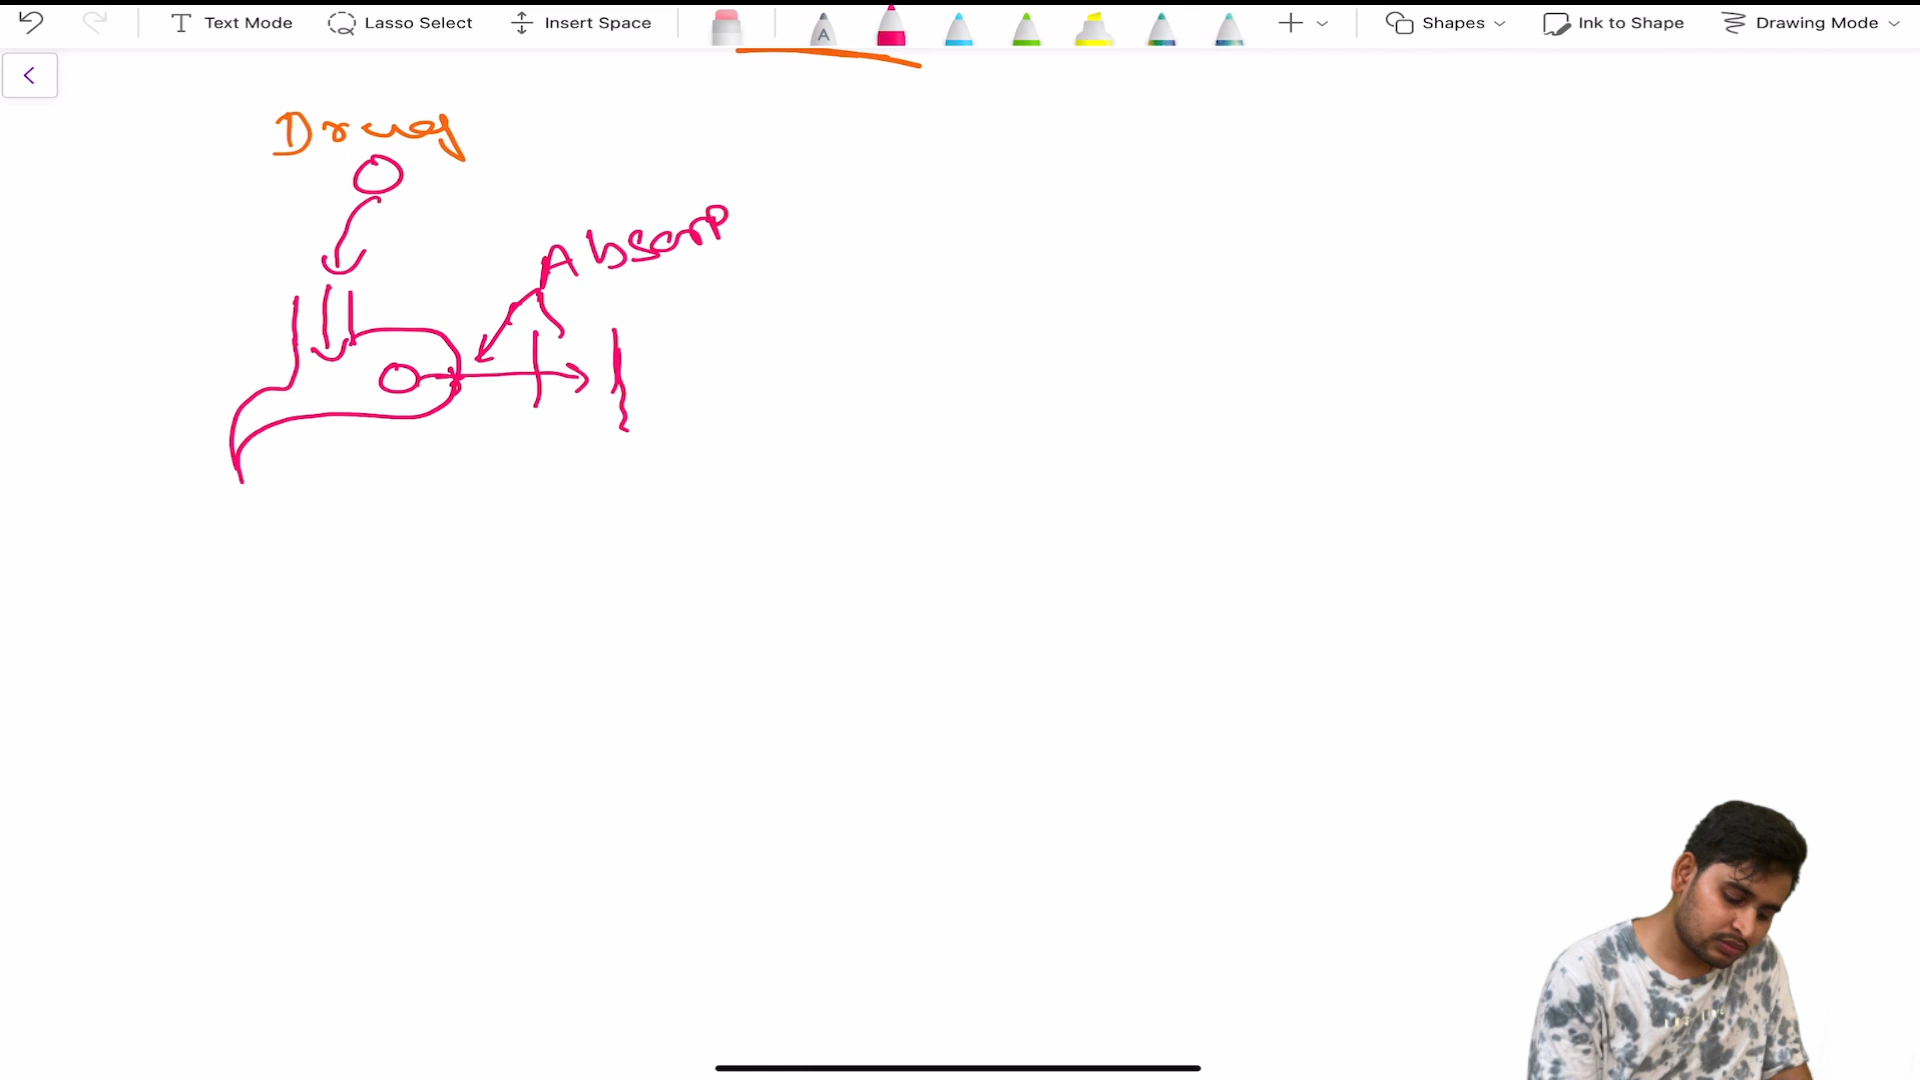 Text Mode Lasso Select Insert Space A Shapes Ink to Shape Drawing Mode
Drug
Absorp